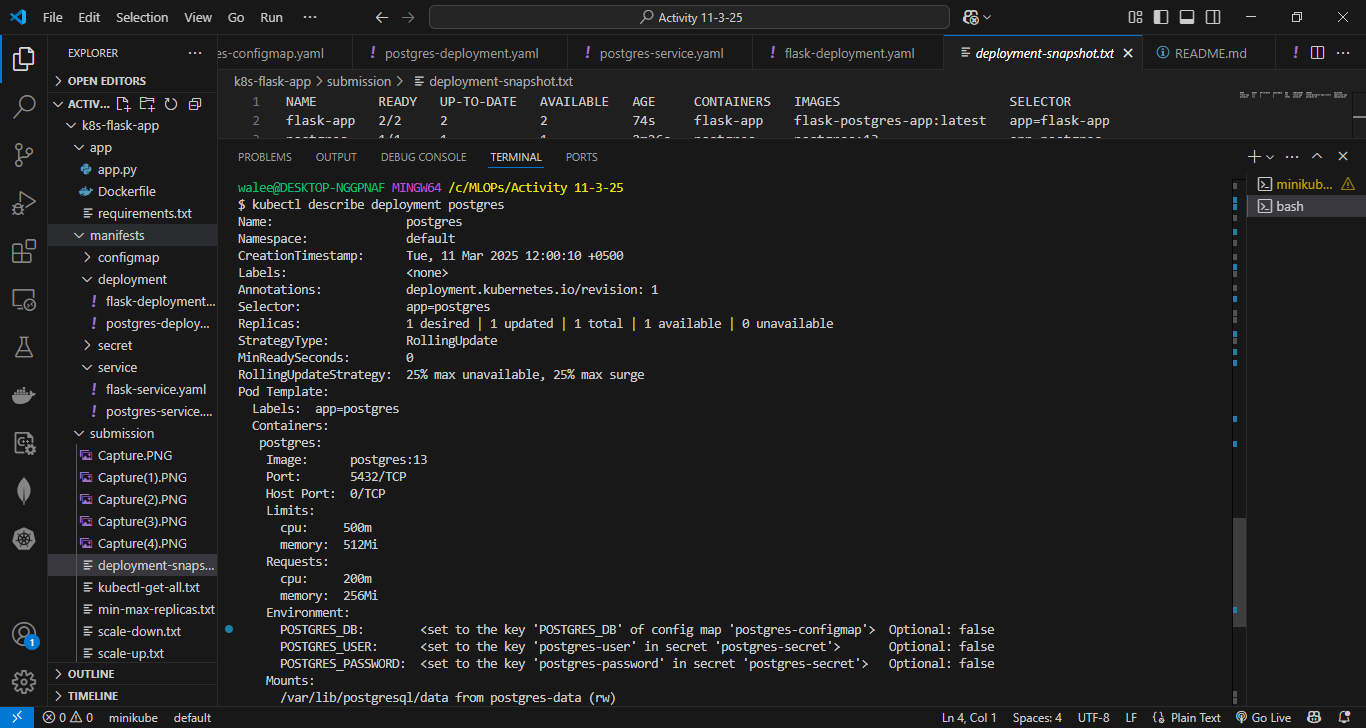 File Edit Selection View Go Run ··· Activity 11-3-25
EXPLORER ···
OPEN EDITORS
ACTIV...
k8s-flask-app
app
app.py
Dockerfile
requirements.txt
manifests
configmap
deployment
! flask-deployment...
! postgres-deploy...
secret
service
! flask-service.yaml
! postgres-service....
submission
Capture.PNG
Capture(1).PNG
Capture(2).PNG
Capture(3).PNG
Capture(4).PNG
deployment-snaps...
kubectl-get-all.txt
min-max-replicas.txt
scale-down.txt
scale-up.txt
OUTLINE
TIMELINE
1
es-configmap.yaml ! postgres-deployment.yaml ! postgres-service.yaml ! flask-deployment.yaml deployment-snapshot.txt README.md ! ···
k8s-flask-app > submission > deployment-snapshot.txt
1 NAME READY UP-TO-DATE AVAILABLE AGE CONTAINERS IMAGES SELECTOR
2 flask-app 2/2 2 2 74s flask-app flask-postgres-app:latest app=flask-app
PROBLEMS OUTPUT DEBUG CONSOLE TERMINAL PORTS
minikub...
bash
walee@DESKTOP-NGGPNAF MINGW64 /c/MLOPs/Activity 11-3-25
$ kubectl describe deployment postgres
Name: postgres
Namespace: default
CreationTimestamp: Tue, 11 Mar 2025 12:00:10 +0500
Labels: <none>
Annotations: deployment.kubernetes.io/revision: 1
Selector: app=postgres
Replicas: 1 desired | 1 updated | 1 total | 1 available | 0 unavailable
StrategyType: RollingUpdate
MinReadySeconds: 0
RollingUpdateStrategy: 25% max unavailable, 25% max surge
Pod Template:
Labels: app=postgres
Containers:
postgres:
Image: postgres:13
Port: 5432/TCP
Host Port: 0/TCP
Limits:
cpu: 500m
memory: 512Mi
Requests:
cpu: 200m
memory: 256Mi
Environment:
POSTGRES_DB: <set to the key 'POSTGRES_DB' of config map 'postgres-configmap'> Optional: false
POSTGRES_USER: <set to the key 'postgres-user' in secret 'postgres-secret'> Optional: false
POSTGRES_PASSWORD: <set to the key 'postgres-password' in secret 'postgres-secret'> Optional: false
Mounts:
/var/lib/postgresql/data from postgres-data (rw)
0 0 minikube default Ln 4, Col 1 Spaces: 4 UTF-8 LF {} Plain Text Go Live